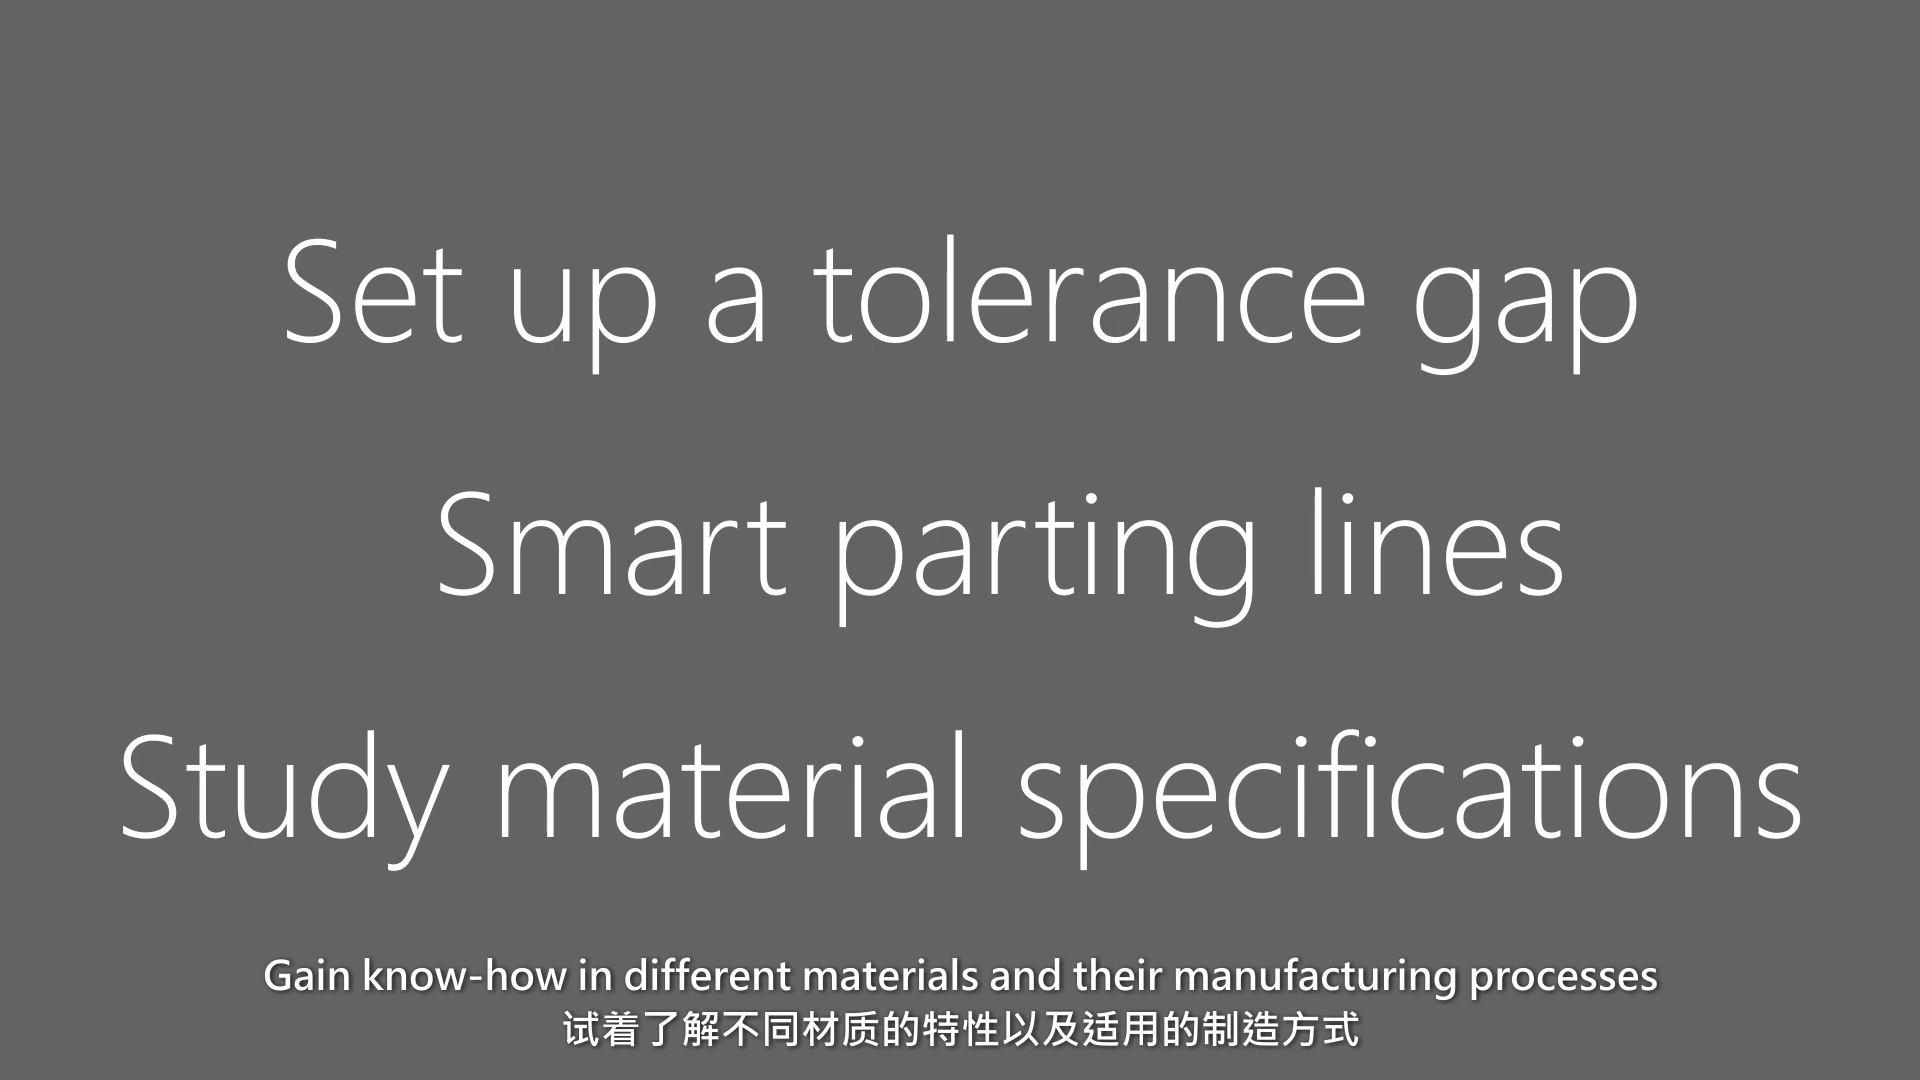 Set up a tolerance gap
Smart parting lines
Study material specifications
Gain know-how in different materials and their manufacturing processes
试着了解不同材质的特性以及适用的制造方式